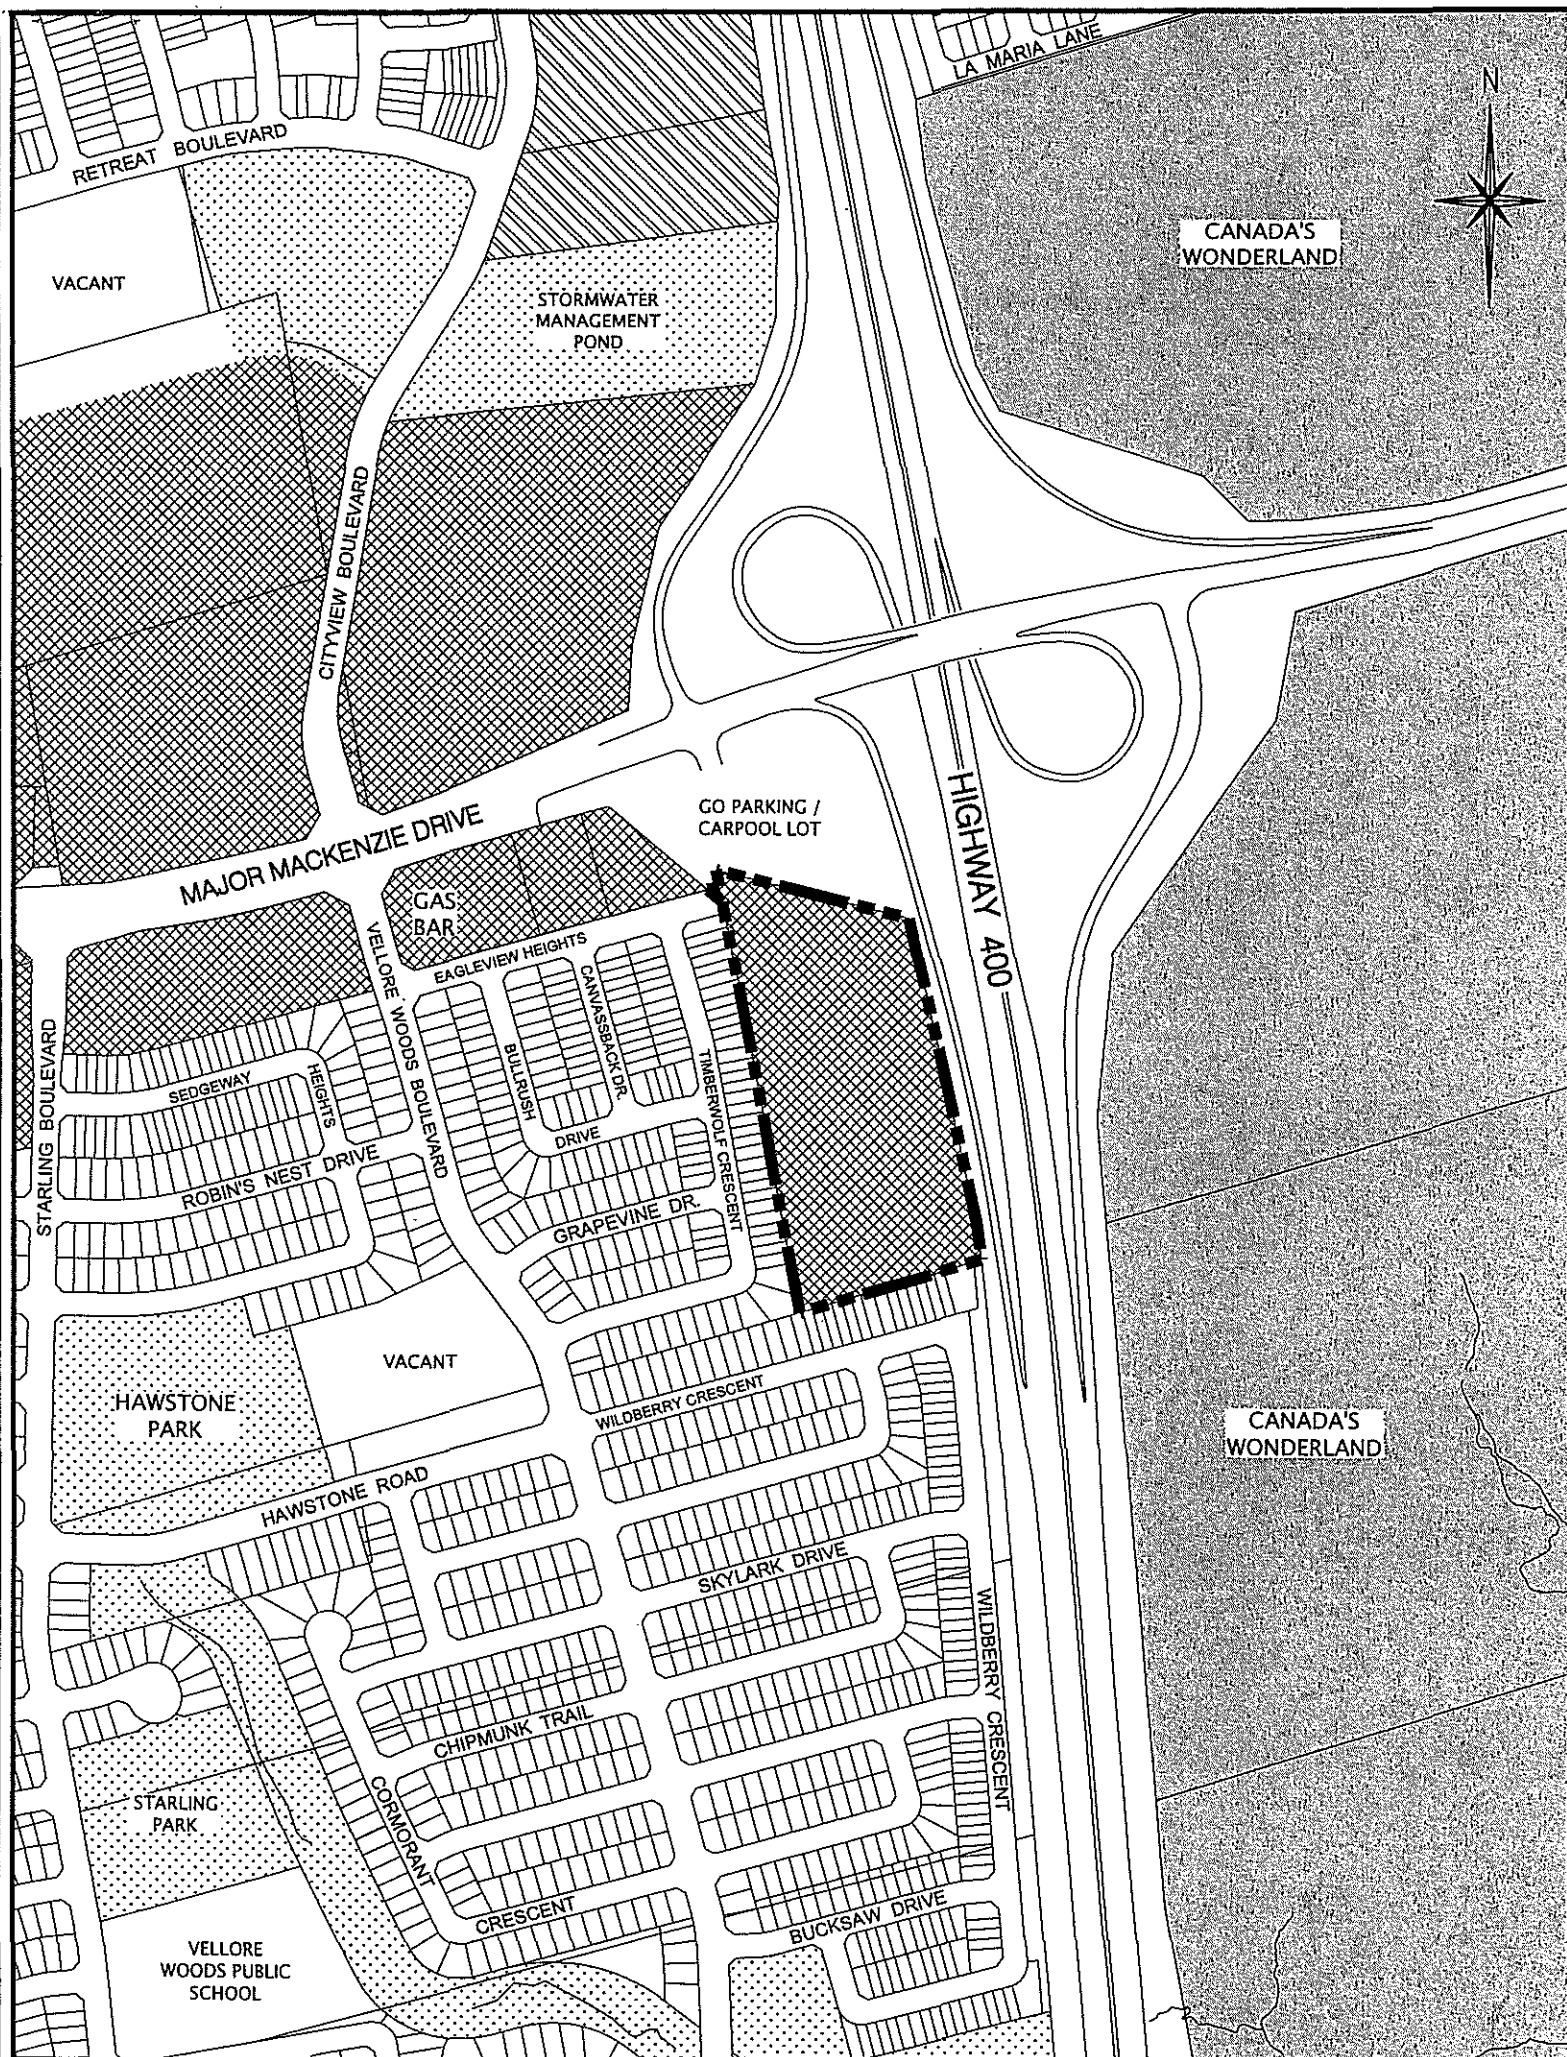 LA MARIA LANE
N
RETREAT BOULEVARD
CANADA'S
WONDERLAND
VACANT
STORMWATER
MANAGEMENT
POND
CITYVIEW BOULEVARD
GO PARKING /
CARPOOL LOT
HIGHWAY 400
MAJOR MACKENZIE DRIVE
GAS
BAR
VELLORE WOODS BOULEVARD
EAGLEVIEW HEIGHTS
CANVASSBACK DR.
BULLRUSH
DRIVE
TIMBERWOLF CRESCENT
STARLING BOULEVARD
SEDGEWAY
HEIGHTS
ROBIN'S NEST DRIVE
GRAPEVINE DR.
VACANT
HAWSTONE
PARK
WILDBERRY CRESCENT
CANADA'S
WONDERLAND
HAWSTONE ROAD
SKYLARK DRIVE
WILDBERRY CRESCENT
CHIPMUNK TRAIL
STARLING
PARK
CORMORANT
CRESCENT
BUCKSAW DRIVE
VELLORE
WOODS PUBLIC
SCHOOL